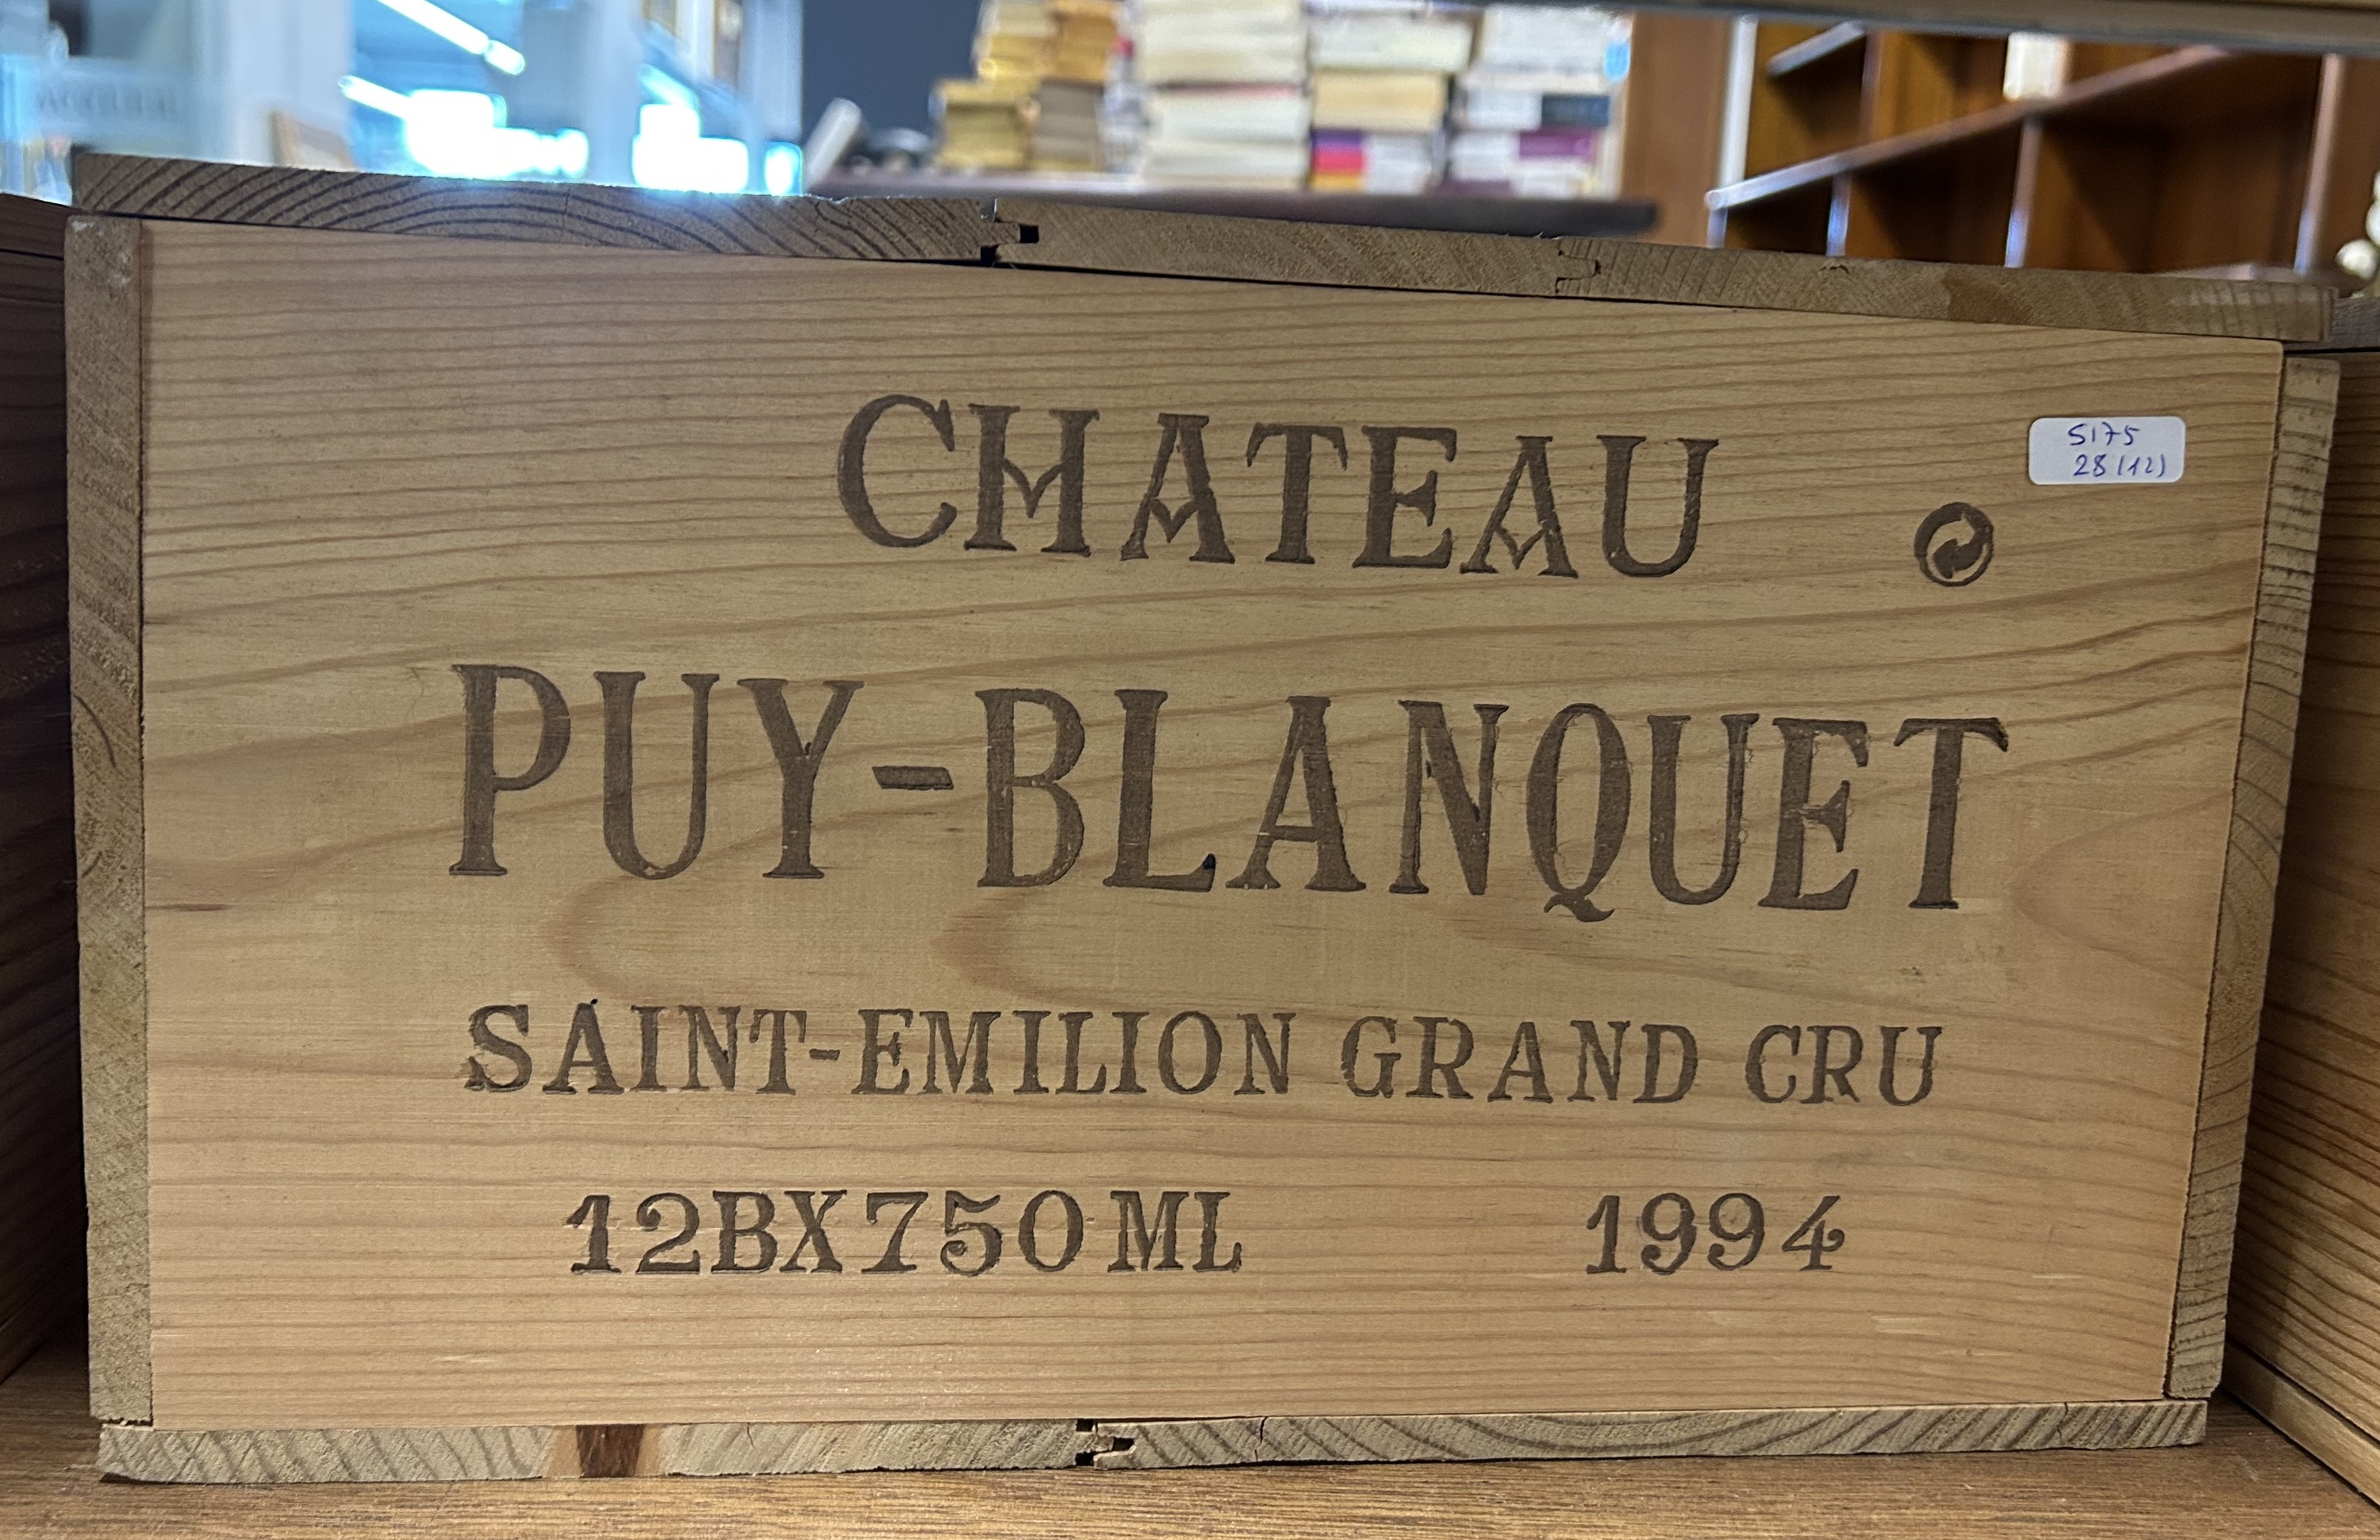 CHATEAU
5175
28 (12)
PUY-BLANQUET
SAINT-EMILION GRAND CRU
12BX750ML 1994